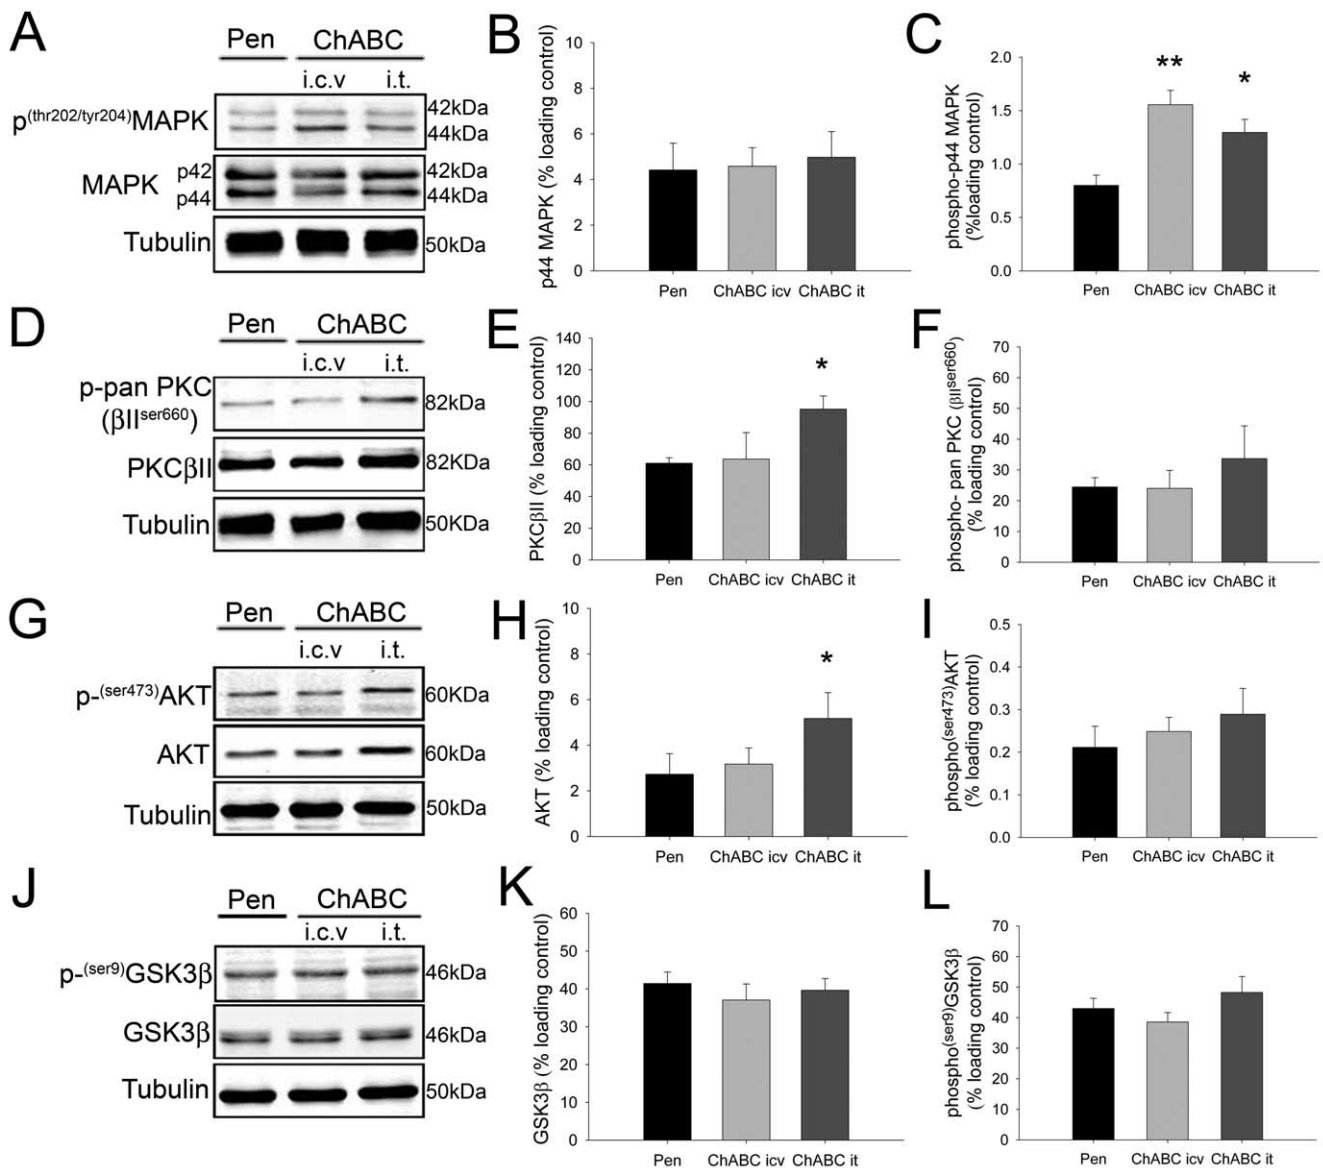 A
Pen ChABC
i.c.v i.t.
p(thr202/tyr204)MAPK
42kDa
44kDa
MAPK p42 42kDa
p44 44kDa
Tubulin 50kDa
B
p44 MAPK (% loading control)
10
8
6
4
2
0
Pen ChABC icv ChABC it
C
phospho-p44 MAPK
(%loading control)
2.0
1.5
1.0
0.5
0.0
**
*
Pen ChABC icv ChABC it
D
Pen ChABC
i.c.v i.t.
p-pan PKC
(βIIser660)
82kDa
PKCβII 82KDa
Tubulin 50KDa
E
PKCβII (% loading control)
140
120
100
80
60
40
20
0
*
Pen ChABC icv ChABC it
F
phospho- pan PKC (βIIser660)
(% loading control)
70
60
50
40
30
20
10
0
Pen ChABC icv ChABC it
G
Pen ChABC
i.c.v i.t.
p-(ser473)AKT 60KDa
AKT 60kDa
Tubulin 50kDa
H
AKT (% loading control)
10
8
6
4
2
0
*
Pen ChABC icv ChABC it
I
phospho(ser473)AKT
(% loading control)
0.5
0.4
0.3
0.2
0.1
0.0
Pen ChABC icv ChABC it
J
Pen ChABC
i.c.v i.t.
p-(ser9)GSK3β 46kDa
GSK3β 46kDa
Tubulin 50kDa
K
GSK3β (% loading control)
60
50
40
30
20
10
0
Pen ChABC icv ChABC it
L
phospho(ser9)GSK3β
(% loading control)
70
60
50
40
30
20
10
0
Pen ChABC icv ChABC it